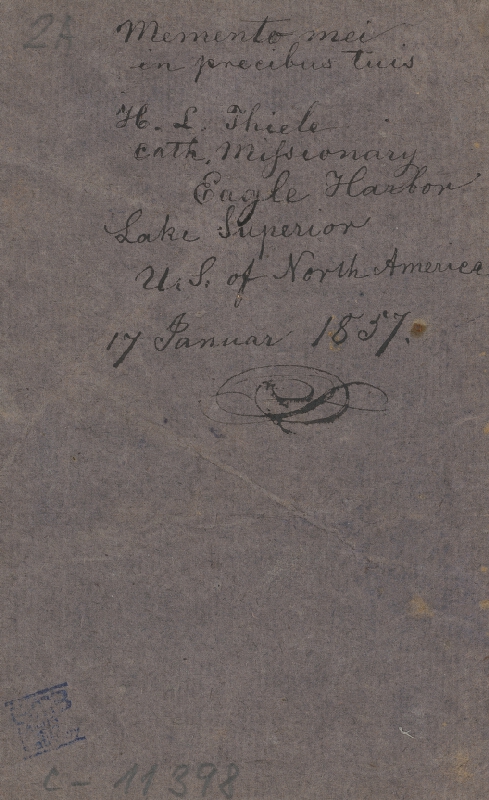 2A
Memento mei
in precibus tuis
H. L. Thiele
cath. Missionary
Eagle Harbor
Lake Superior
U. S. of North America
17 Januar 1857.
C - 11398